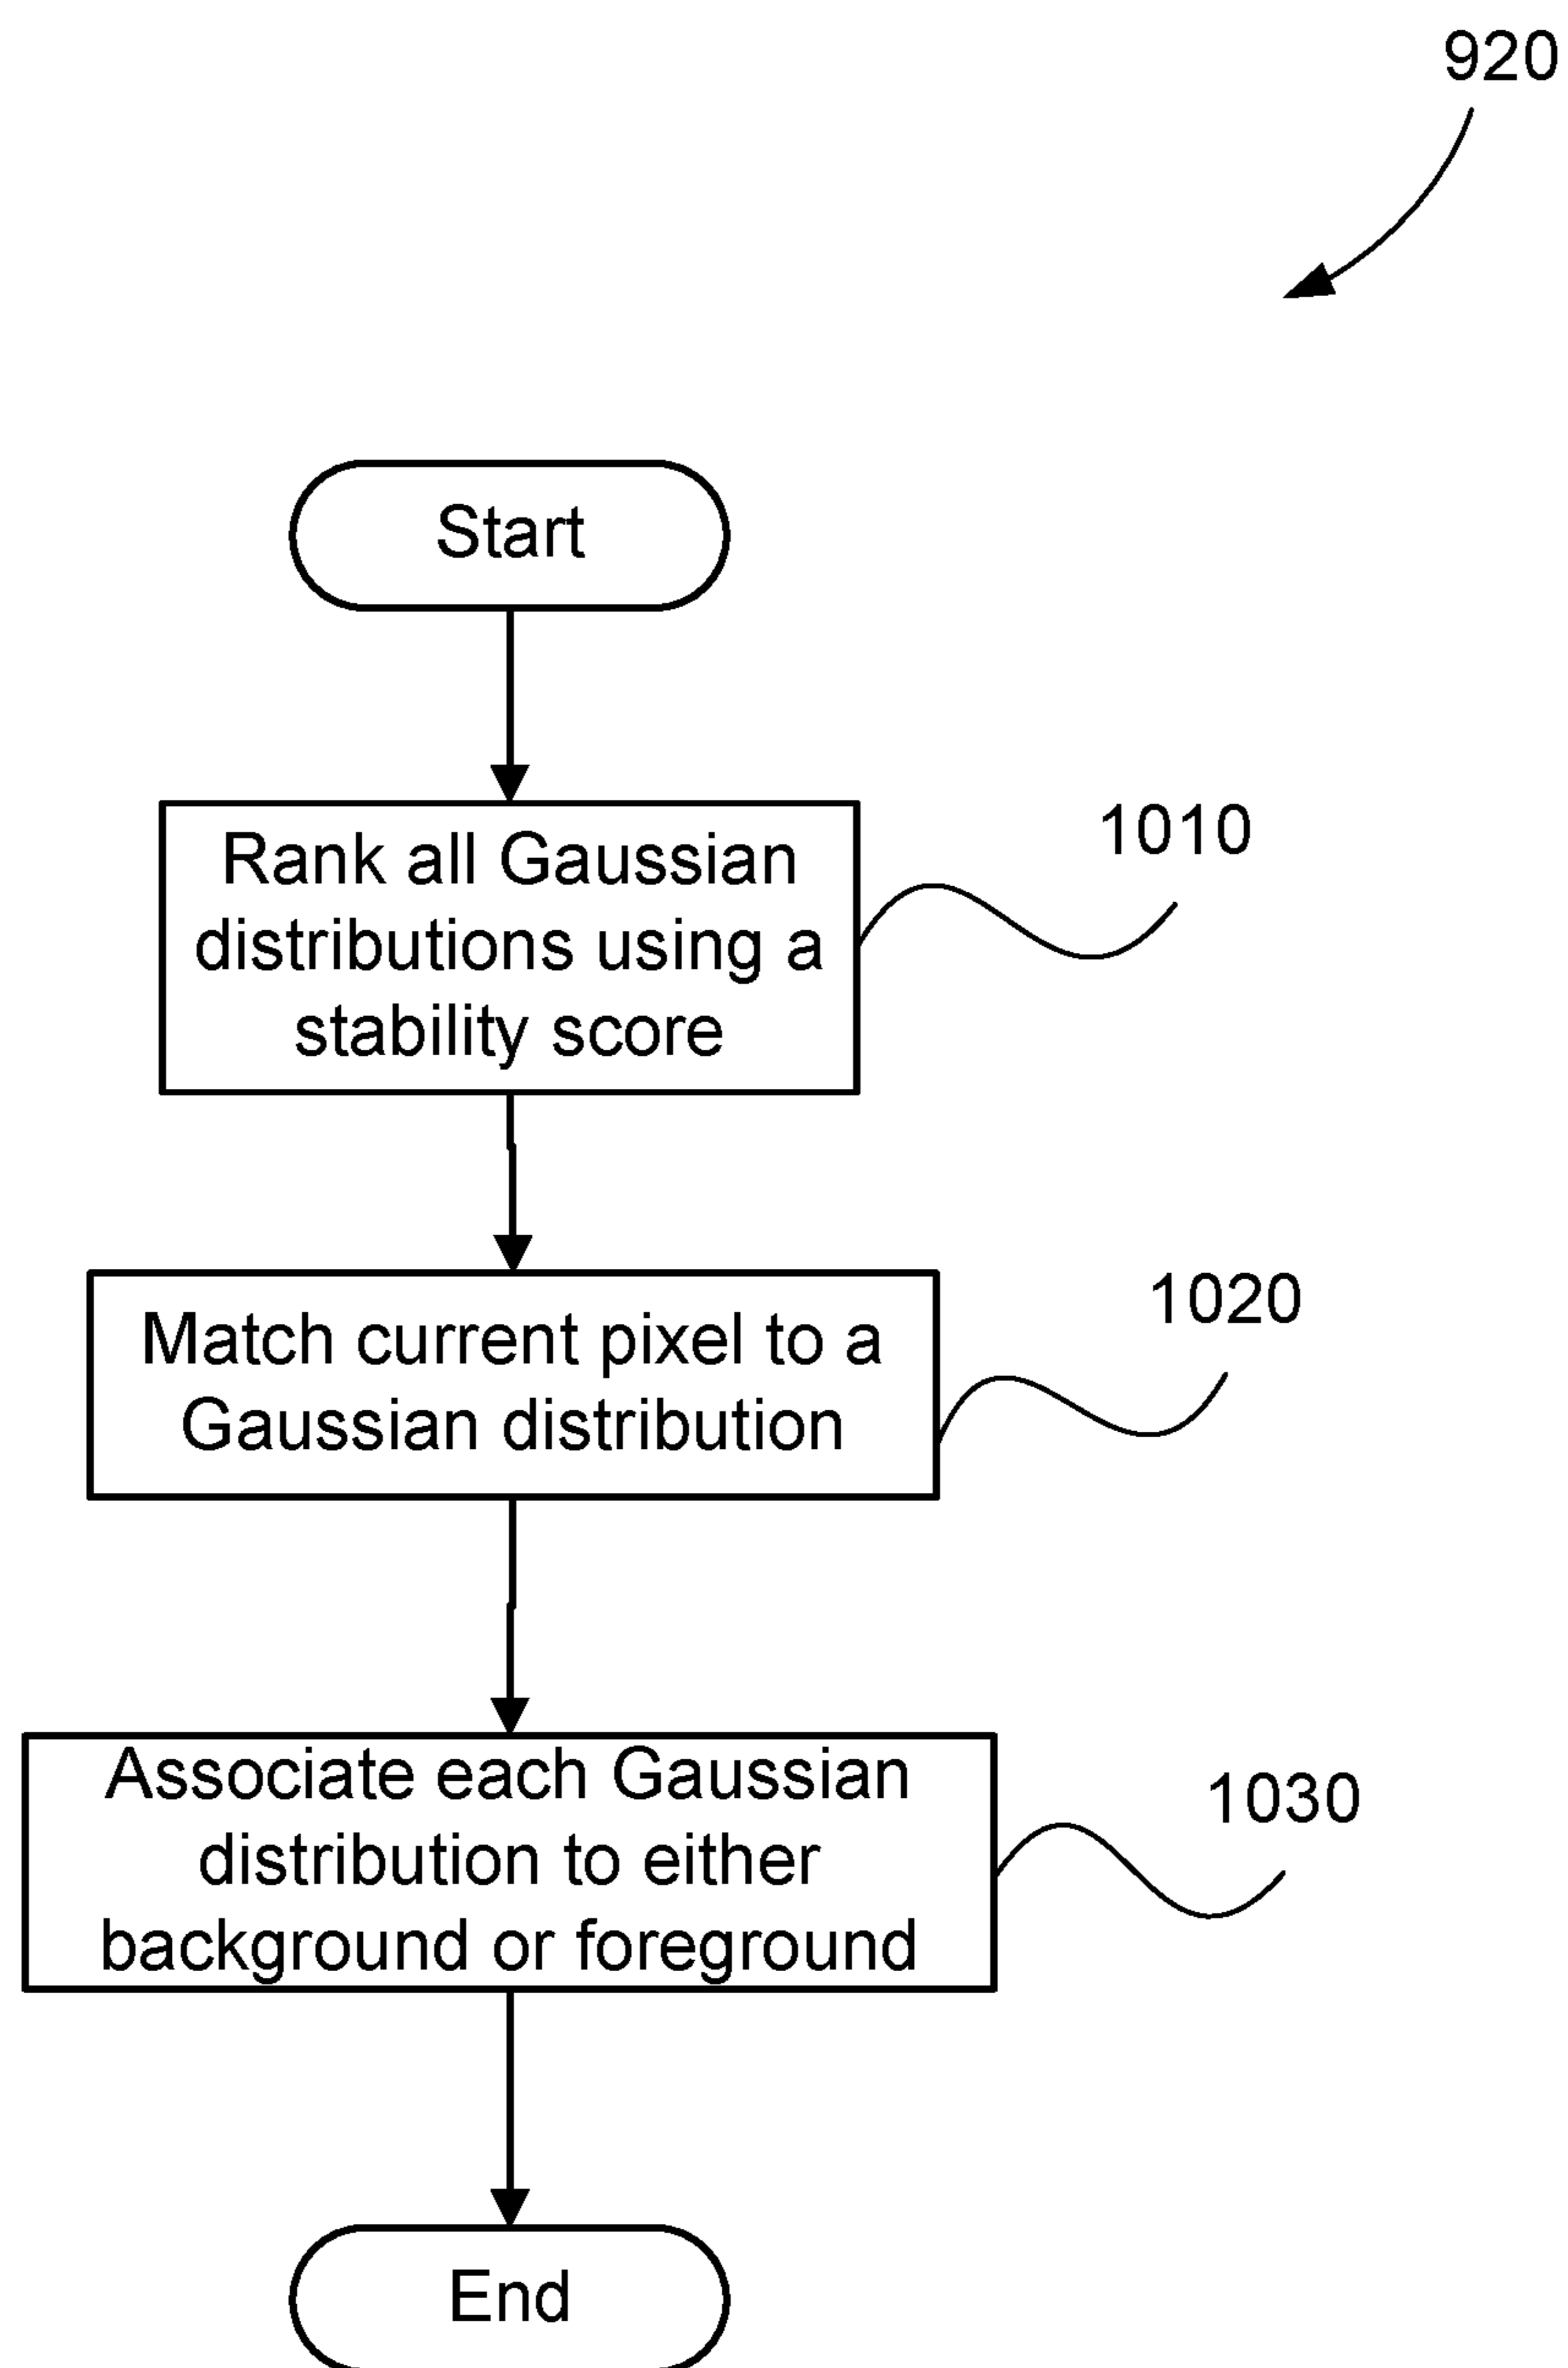 920
Start
Rank all Gaussian
distributions using a
stability score
1010
Match current pixel to a
Gaussian distribution
1020
Associate each Gaussian
distribution to either
background or foreground
1030
End